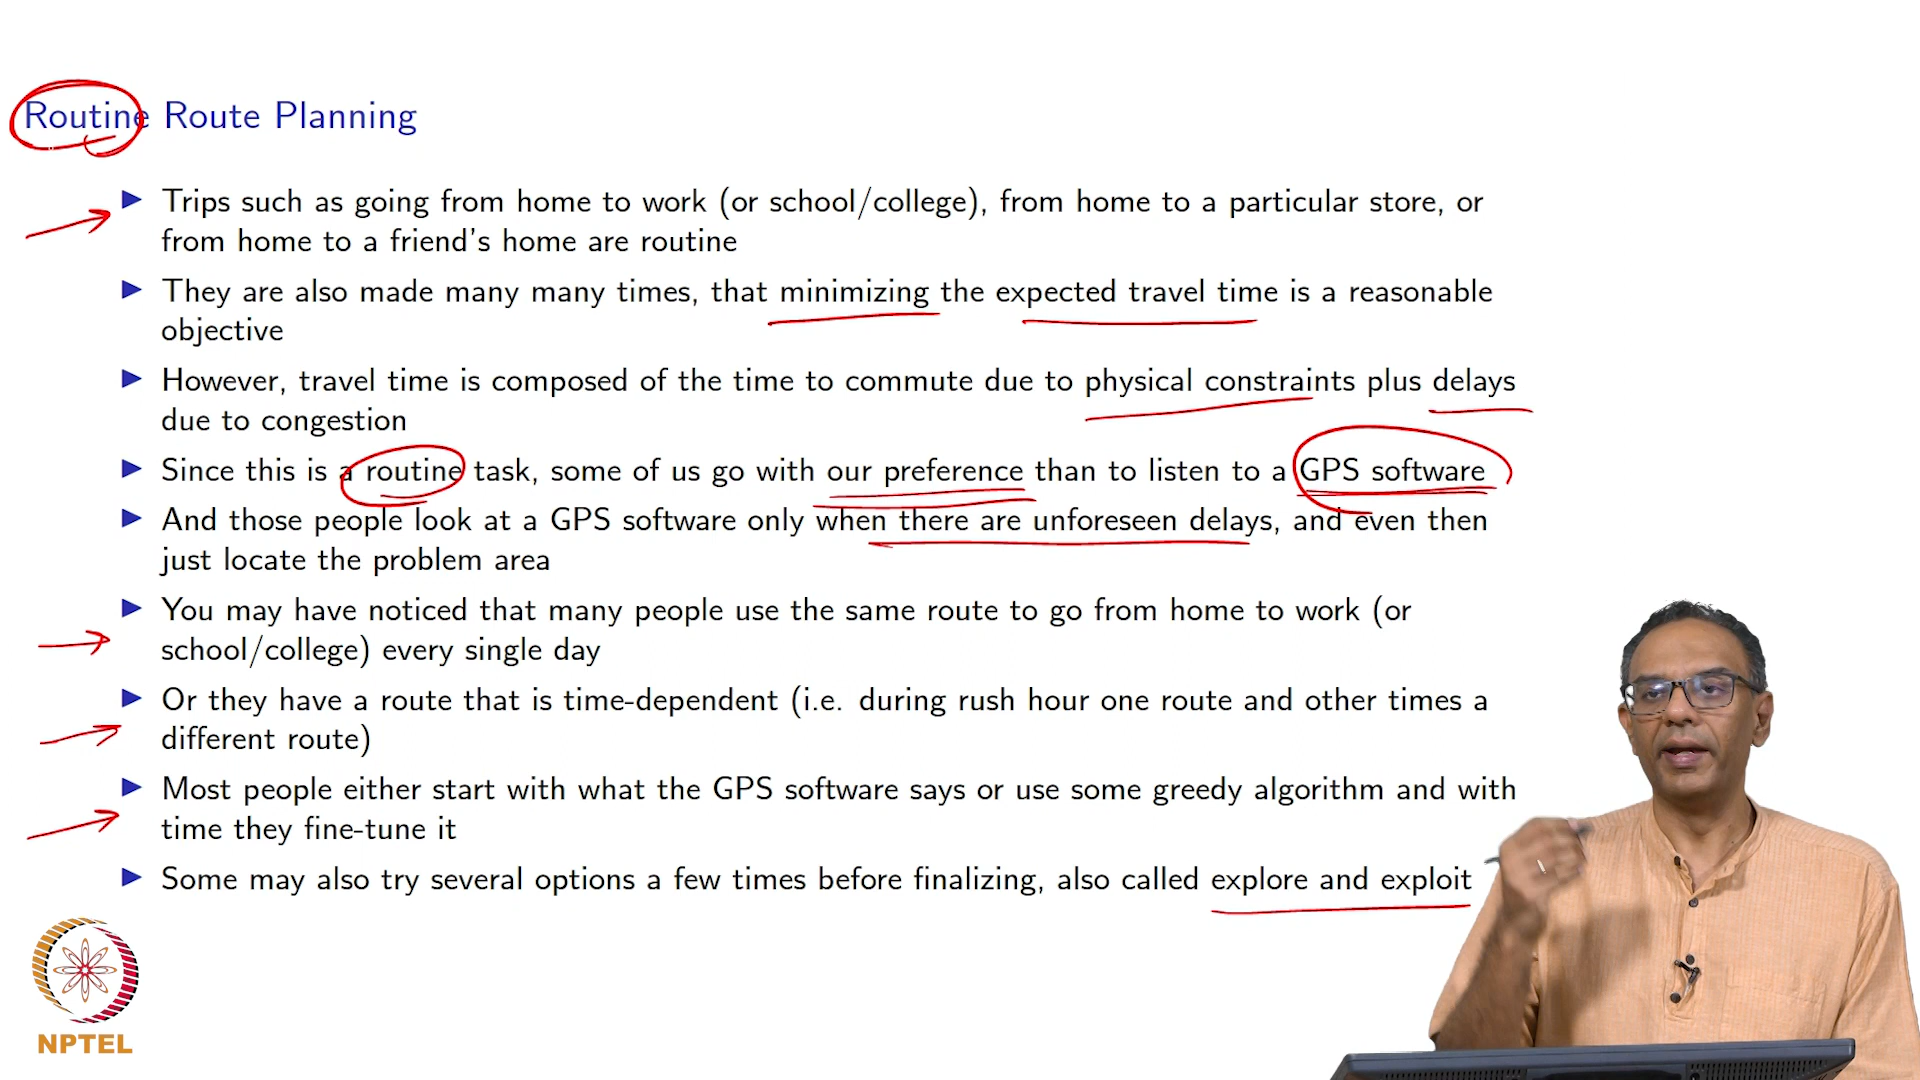 Routine Route Planning
Trips such as going from home to work (or school/college), from home to a particular store, or
from home to a friend's home are routine
They are also made many many times, that minimizing the expected travel time is a reasonable
objective
However, travel time is composed of the time to commute due to physical constraints plus delays
due to congestion
Since this is a routine task, some of us go with our preference than to listen to a GPS software
And those people look at a GPS software only when there are unforeseen delays, and even then
just locate the problem area
You may have noticed that many people use the same route to go from home to work (or
school/college) every single day
Or they have a route that is time-dependent (i.e. during rush hour one route and other times a
different route)
Most people either start with what the GPS software says or use some greedy algorithm and with
time they fine-tune it
Some may also try several options a few times before finalizing, also called explore and exploit
NPTEL